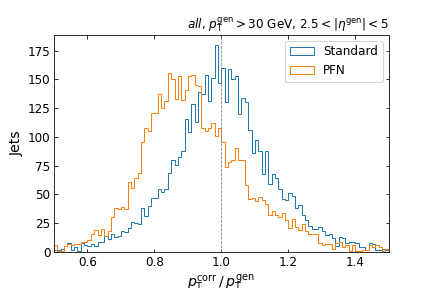 all, p_T^gen > 30 GeV, 2.5 < |η^gen| < 5
Standard
PFN
Jets
175
150
125
100
75
50
25
0
0.6 0.8 1.0 1.2 1.4
p_T^corr / p_T^gen